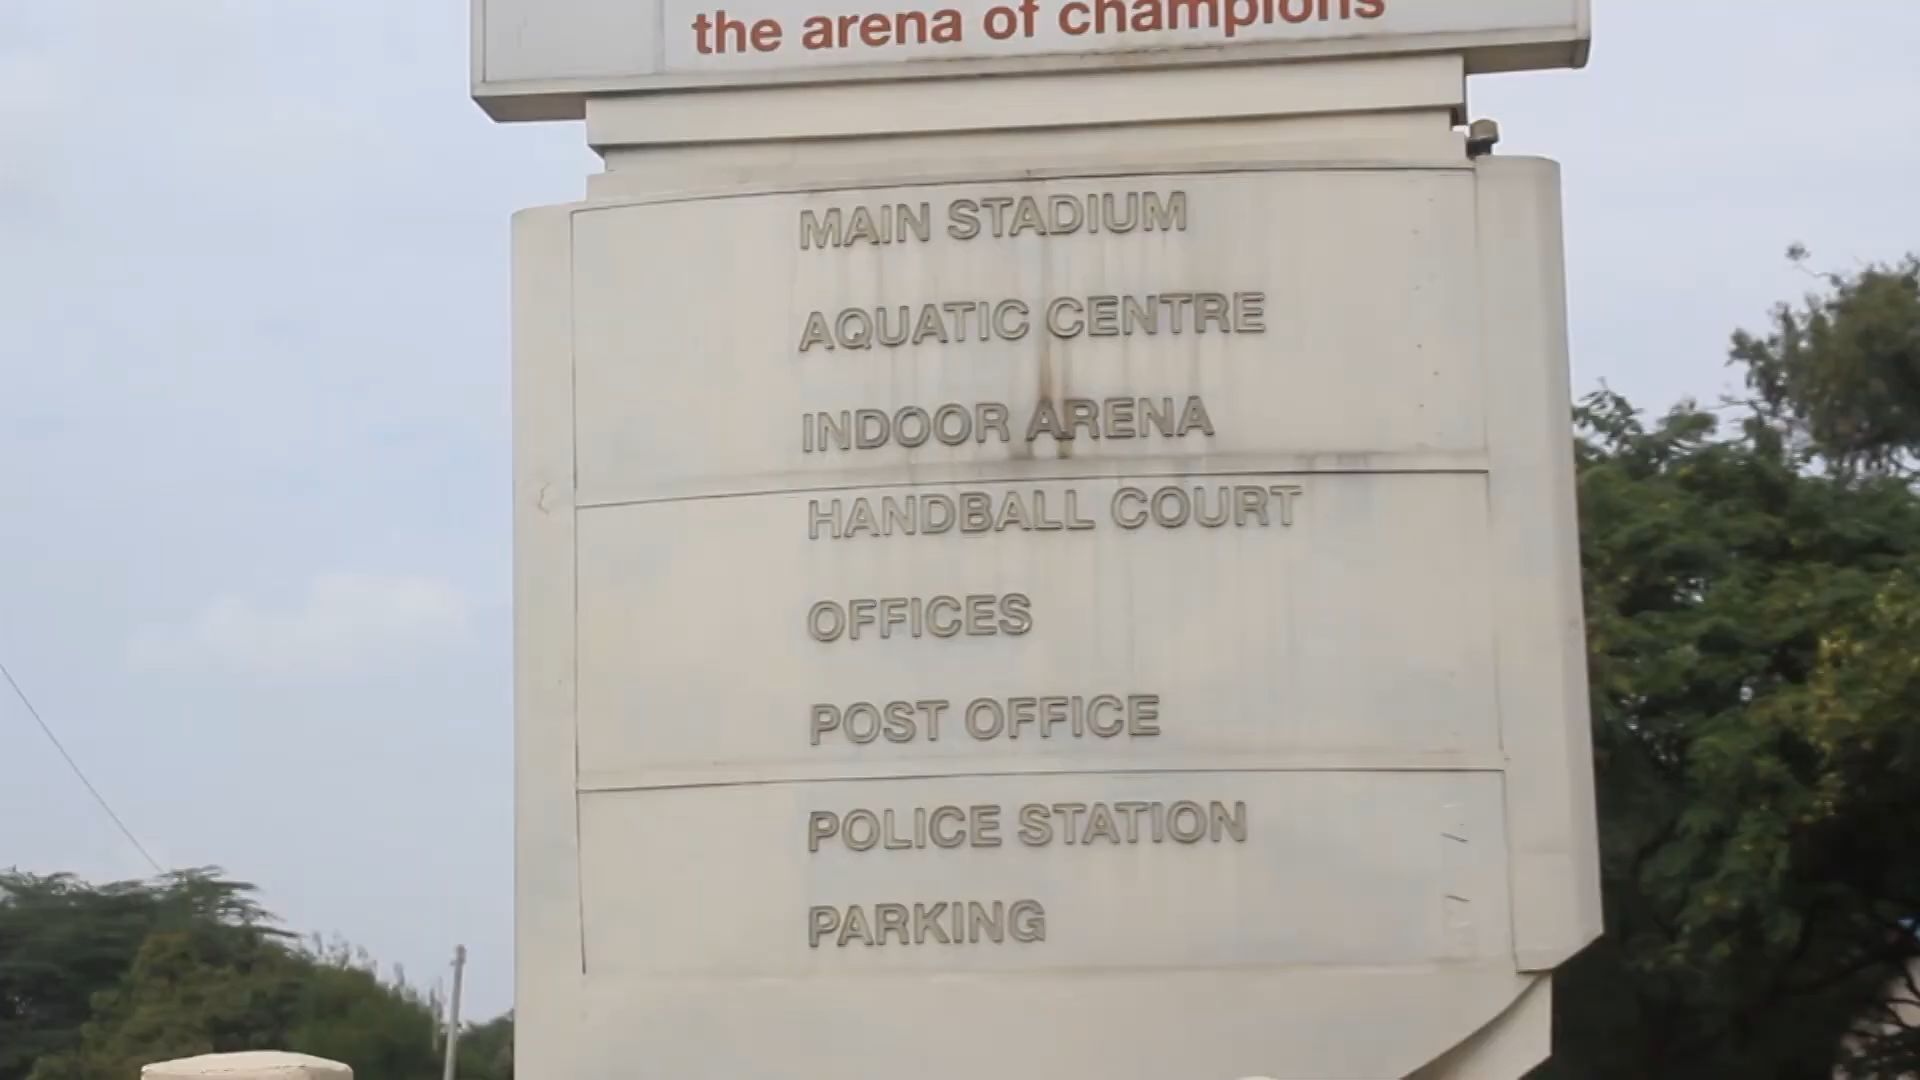 the arena of champions
MAIN STADIUM
AQUATIC CENTRE
INDOOR ARENA
HANDBALL COURT
OFFICES
POST OFFICE
POLICE STATION
PARKING